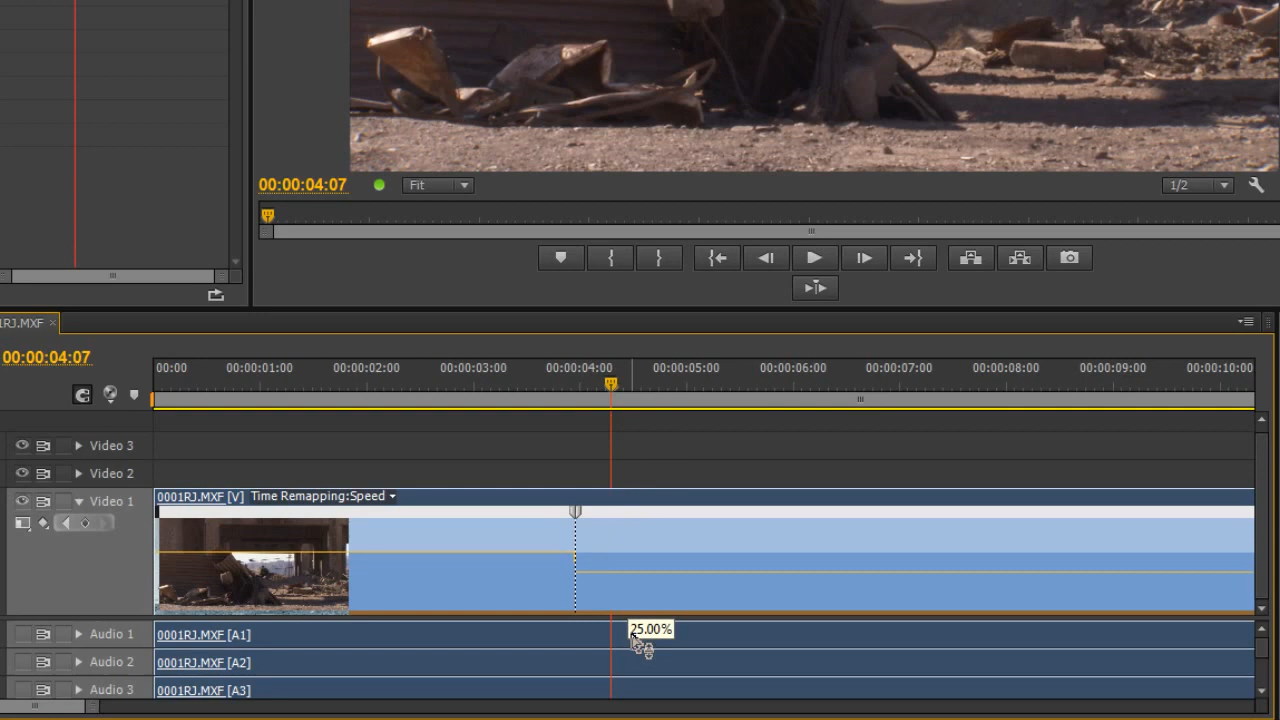 00:00:04:07
Fit
1/2
1RJ.MXF ×
00:00:04:07
00:00
00:00:01:00
00:00:02:00
00:00:03:00
00:00:04:00
00:00:05:00
00:00:06:00
00:00:07:00
00:00:08:00
00:00:09:00
00:00:10:00
Video 3
Video 2
Video 1
0001RJ.MXF [V] Time Remapping:Speed
25.00%
Audio 1
0001RJ.MXF [A1]
Audio 2
0001RJ.MXF [A2]
Audio 3
0001RJ.MXF [A3]